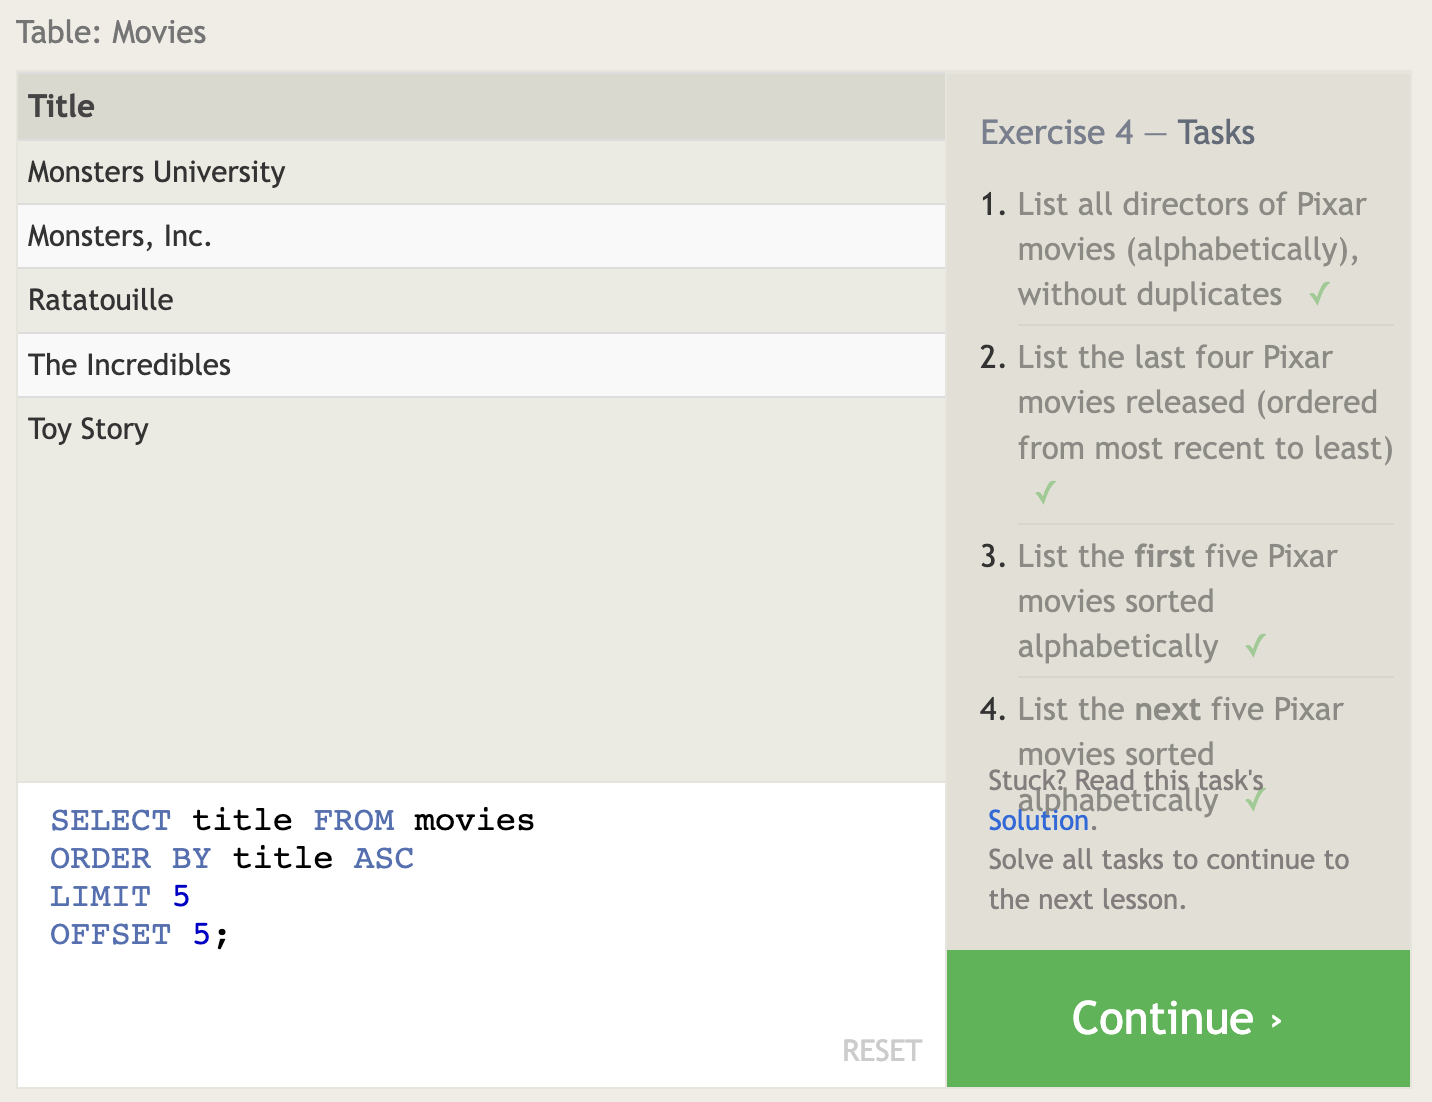 Table: Movies
Title
Monsters University
Monsters, Inc.
Ratatouille
The Incredibles
Toy Story
SELECT title FROM movies
ORDER BY title ASC
LIMIT 5
OFFSET 5;
RESET
Exercise 4 — Tasks
1. List all directors of Pixar
movies (alphabetically),
without duplicates ✓
2. List the last four Pixar
movies released (ordered
from most recent to least)
✓
3. List the first five Pixar
movies sorted
alphabetically ✓
4. List the next five Pixar
movies sorted
alphabetically ✓
Stuck? Read this task's
Solution.
Solve all tasks to continue to
the next lesson.
Continue ›